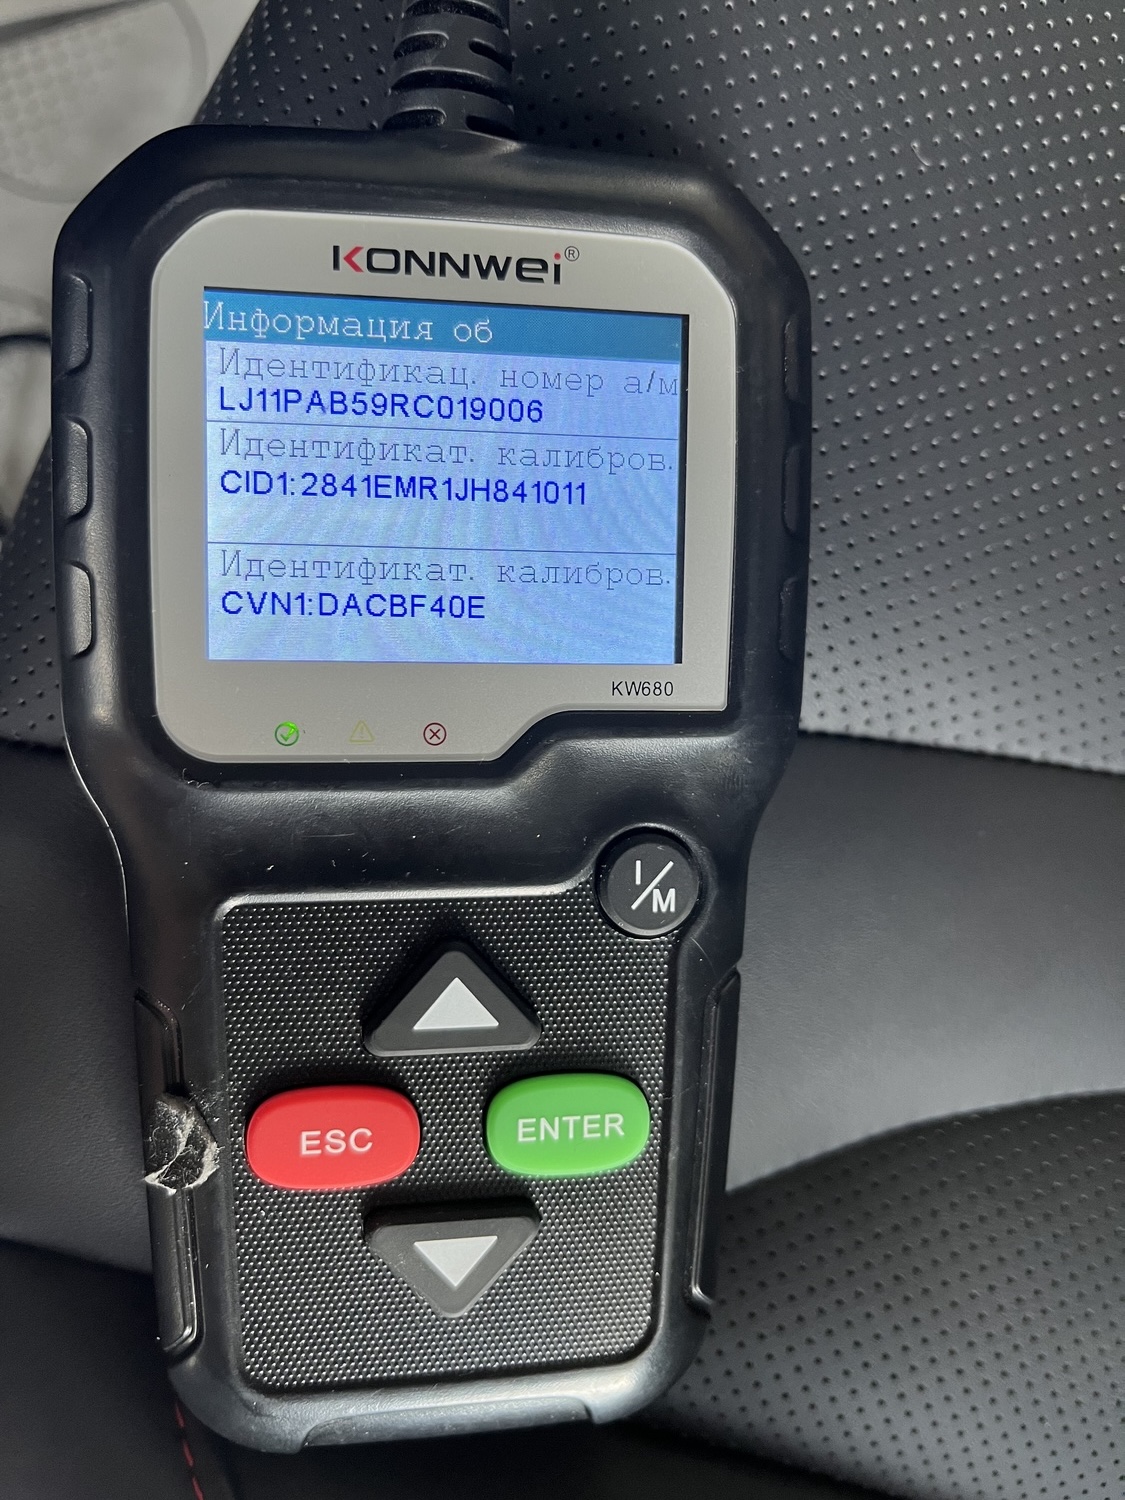 KONNWEI®
Информация об
Идентификац. номер а/м
LJ11PAB59RC019006
Идентификат. калибров.
CID1:2841EMR1JH841011
Идентификат. калибров.
CVN1:DACBF40E
KW680
I/M
ESC
ENTER